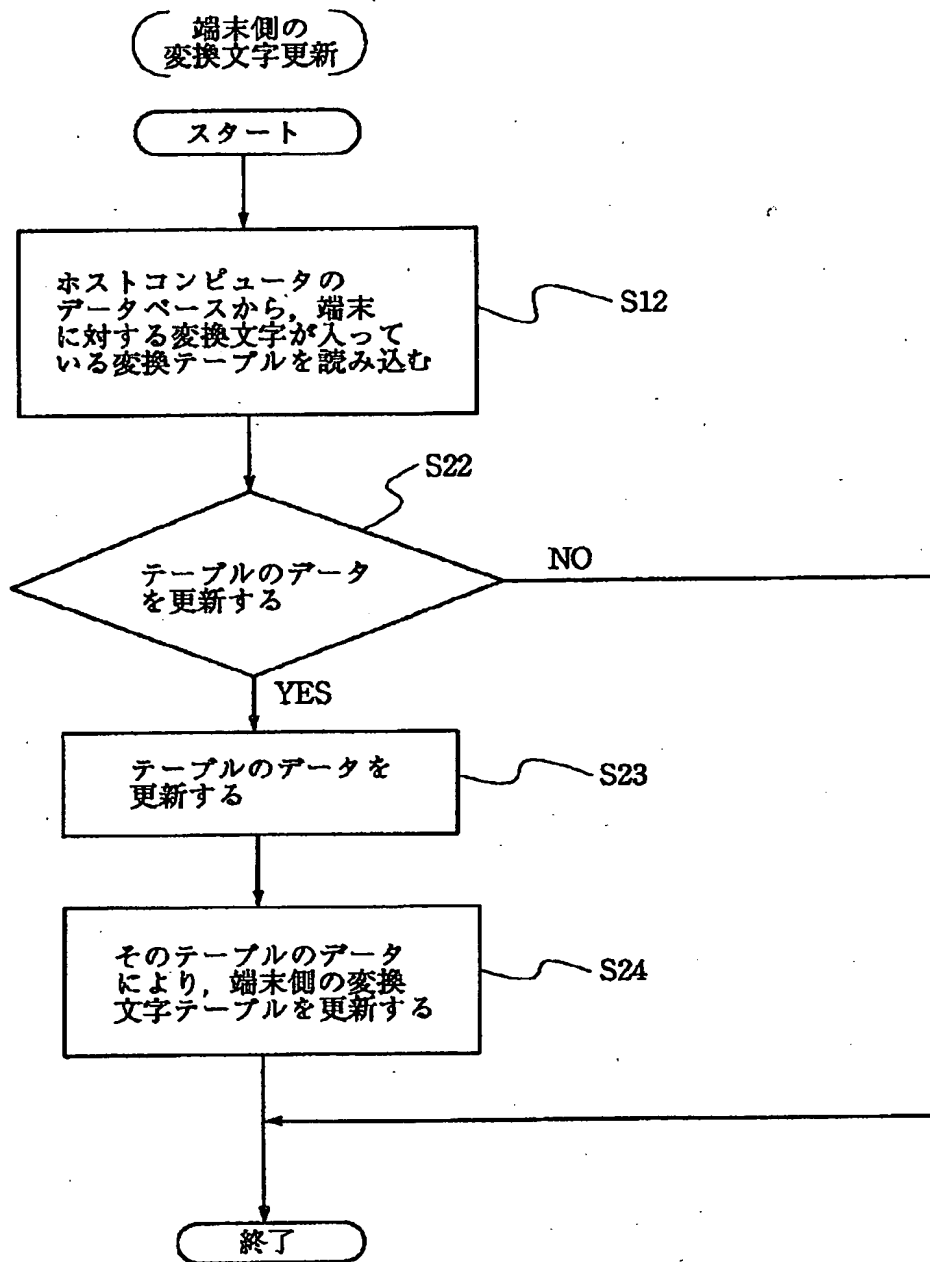 端末側の
変換文字更新
スタート
ホストコンピュータの
データベースから，端末
に対する変換文字が入って
いる変換テーブルを読み込む
S12
S22
テーブルのデータ
を更新する
NO
YES
テーブルのデータを
更新する
S23
そのテーブルのデータ
により，端末側の変換
文字テーブルを更新する
S24
終了